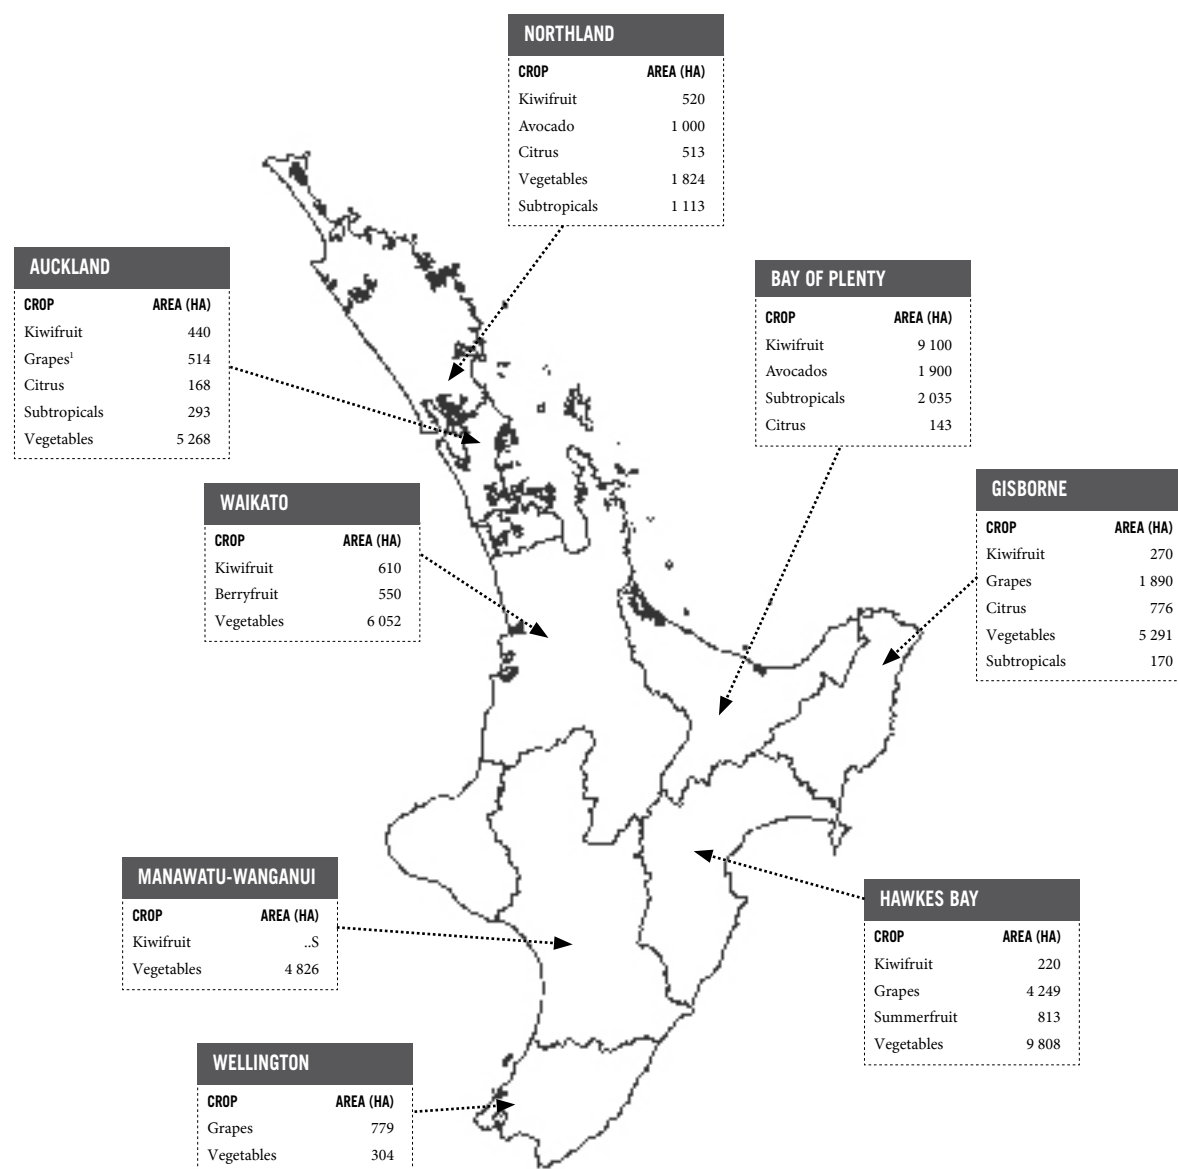 NORTHLAND
CROP AREA (HA)
Kiwifruit 520
Avocado 1 000
Citrus 513
Vegetables 1 824
Subtropicals 1 113
AUCKLAND
CROP AREA (HA)
Kiwifruit 440
Grapes¹ 514
Citrus 168
Subtropicals 293
Vegetables 5 268
BAY OF PLENTY
CROP AREA (HA)
Kiwifruit 9 100
Avocados 1 900
Subtropicals 2 035
Citrus 143
WAIKATO
CROP AREA (HA)
Kiwifruit 610
Berryfruit 550
Vegetables 6 052
GISBORNE
CROP AREA (HA)
Kiwifruit 270
Grapes 1 890
Citrus 776
Vegetables 5 291
Subtropicals 170
MANAWATU-WANGANUI
CROP AREA (HA)
Kiwifruit ..S
Vegetables 4 826
HAWKES BAY
CROP AREA (HA)
Kiwifruit 220
Grapes 4 249
Summerfruit 813
Vegetables 9 808
WELLINGTON
CROP AREA (HA)
Grapes 779
Vegetables 304